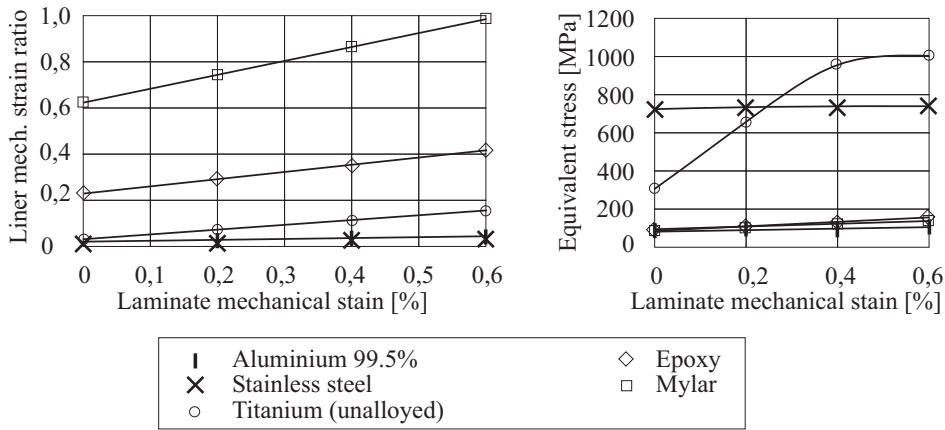 Liner mech. strain ratio
1,0
0,8
0,6
0,4
0,2
0
0 0,1 0,2 0,3 0,4 0,5 0,6
Laminate mechanical stain [%]
Equivalent stress [MPa]
1200
1000
800
600
400
200
0
0 0,2 0,4 0,6
Laminate mechanical stain [%]
Aluminium 99.5%
Stainless steel
Titanium (unalloyed)
Epoxy
Mylar